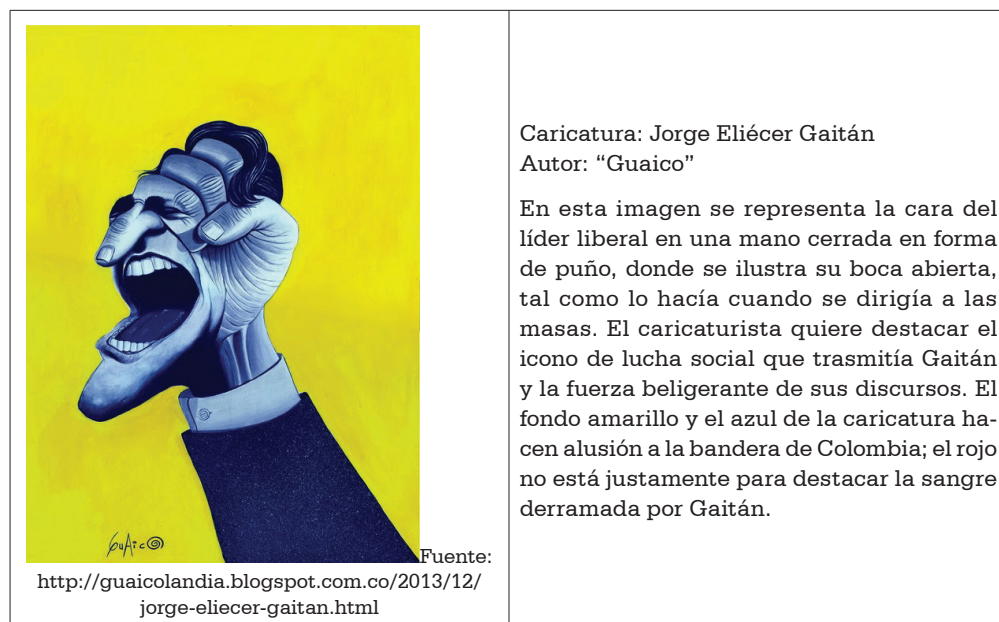 GuAico
Fuente:
http://guaicolandia.blogspot.com.co/2013/12/
jorge-eliecer-gaitan.html
Caricatura: Jorge Eliécer Gaitán
Autor: “Guaico”
En esta imagen se representa la cara del
líder liberal en una mano cerrada en forma
de puño, donde se ilustra su boca abierta,
tal como lo hacía cuando se dirigía a las
masas. El caricaturista quiere destacar el
icono de lucha social que trasmitía Gaitán
y la fuerza beligerante de sus discursos. El
fondo amarillo y el azul de la caricatura ha-
cen alusión a la bandera de Colombia; el rojo
no está justamente para destacar la sangre
derramada por Gaitán.